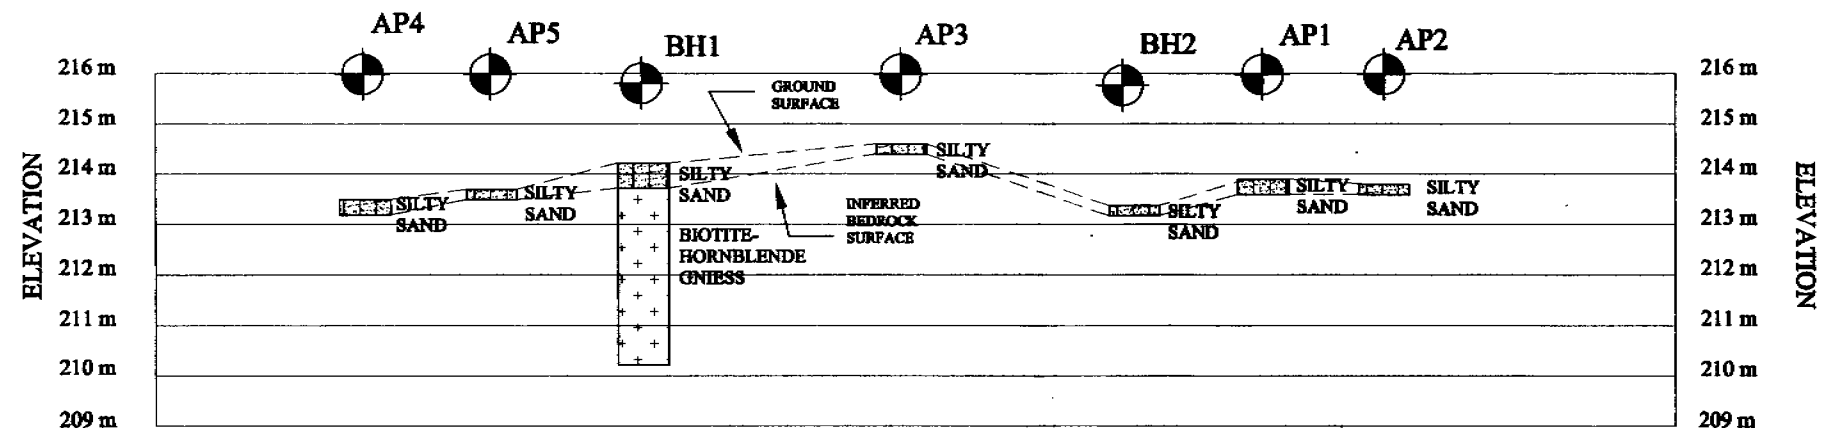 AP4
AP5
BH1
AP3
BH2
AP1
AP2
216 m
216 m
GROUND
SURFACE
215 m
215 m
ELEVATION
ELEVATION
214 m
214 m
SILTY
SAND
SILTY
SAND
SILTY
SAND
SILTY
SAND
SILTY
SAND
SILTY
SAND
SILTY
SAND
213 m
213 m
INFERRED
BEDROCK
SURFACE
BIOTITE-
HORNBLENDE
GNIESS
212 m
212 m
211 m
211 m
210 m
210 m
209 m
209 m